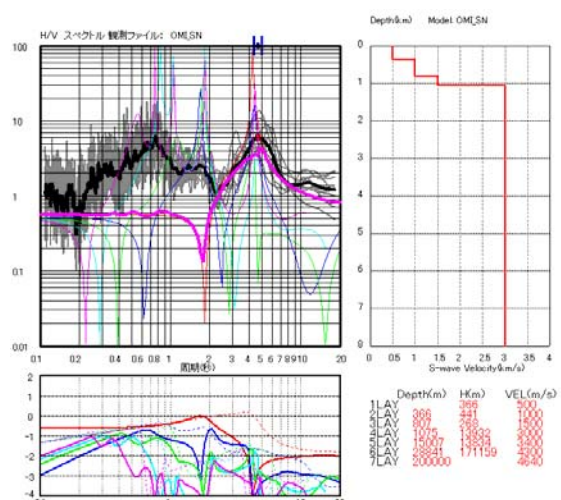 H/V スペクトル 観測ファイル: OMI_SN
100
10
1
0.1
0.01
0.1 0.2 0.4 0.6 0.8 1 2 3 4 5 6 7 8 9 10 20
周期(秒)
2
1
0
-1
-2
-3
-4
Depth(km) Model: OMI_SN
0
1
2
3
4
5
6
7
8
0 0.5 1 1.5 2 2.5 3 3.5 4
S-wave Velocity(km/s)
Depth(m) H(m) VEL(m/s)
1LAY 366 500
2LAY 366 441 1000
3LAY 807 268 1500
4LAY 1075 3000
5LAY 15007
6LAY 28841 171159
7LAY 200000 4640